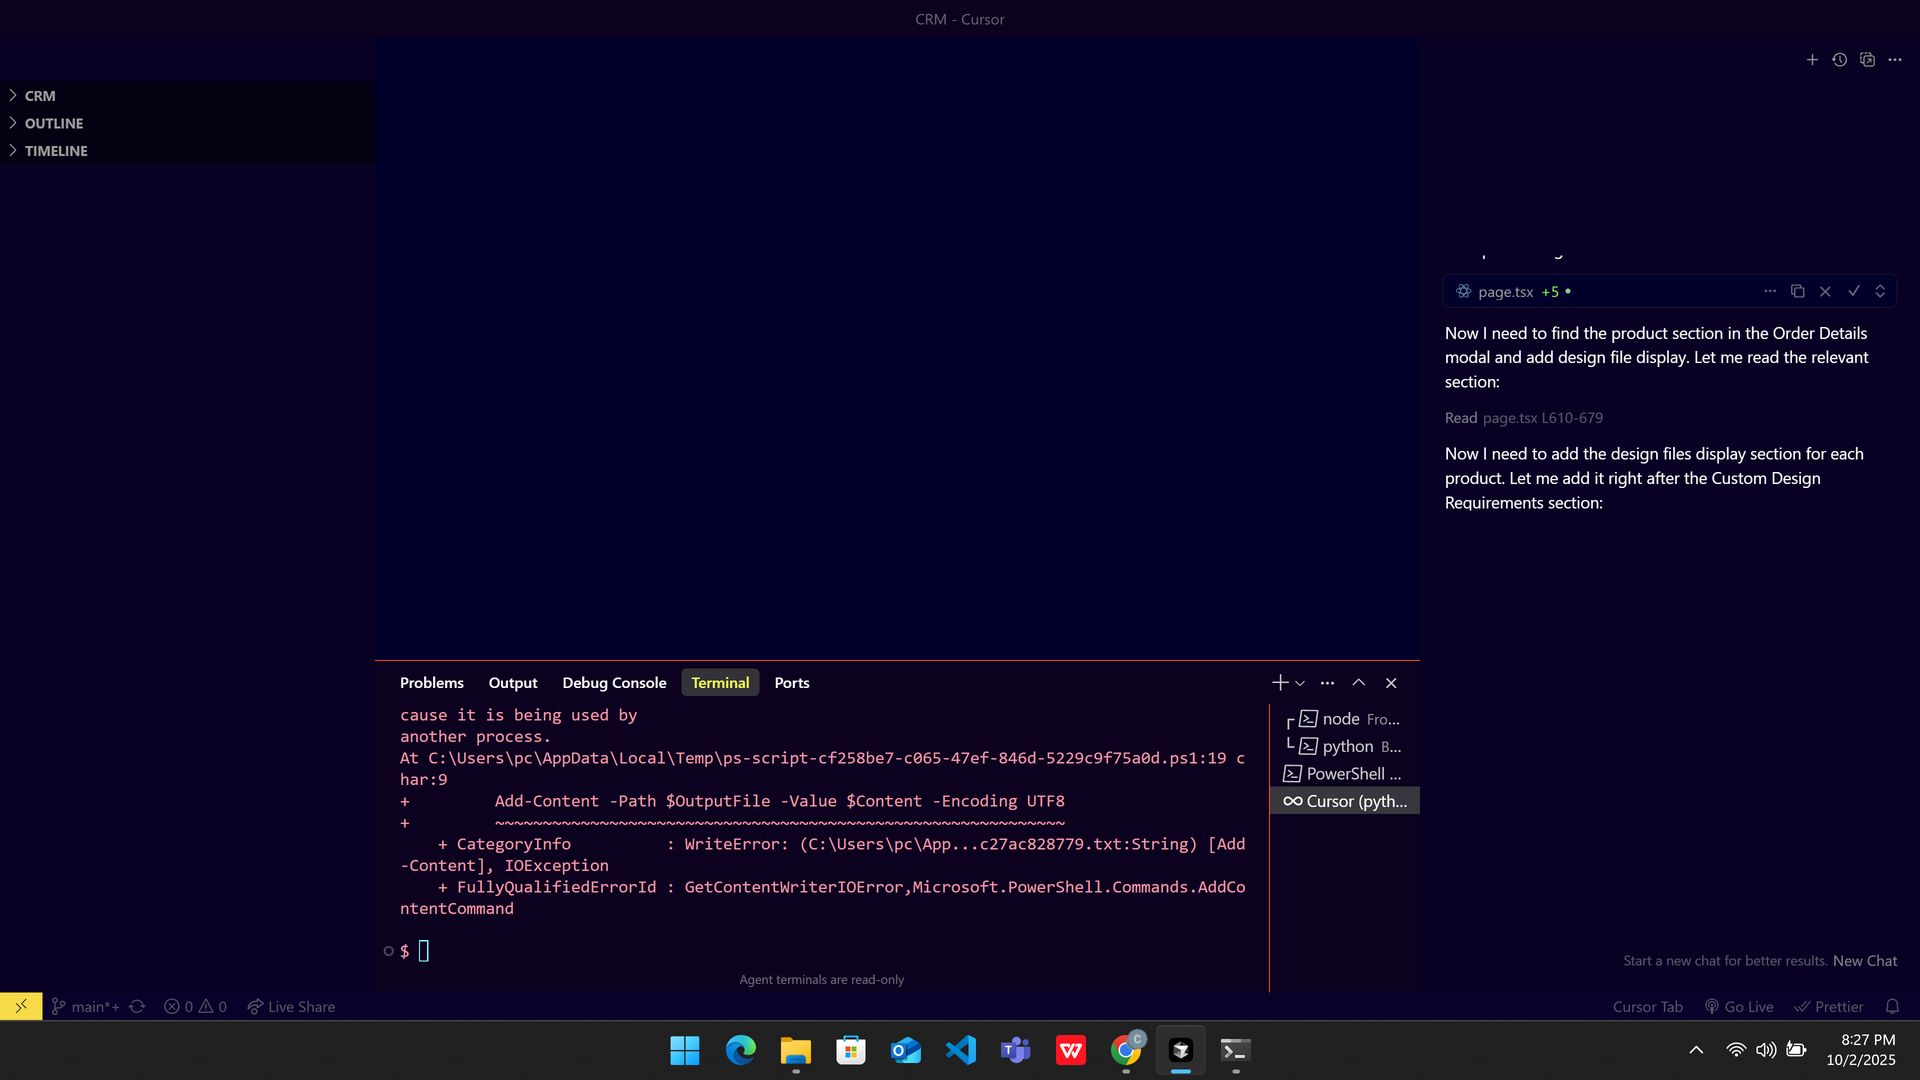 CRM - Cursor
CRM
OUTLINE
TIMELINE
page.tsx +5
Now I need to find the product section in the Order Details
modal and add design file display. Let me read the relevant
section:
Read page.tsx L610-679
Now I need to add the design files display section for each
product. Let me add it right after the Custom Design
Requirements section:
Problems Output Debug Console Terminal Ports
cause it is being used by
another process.
At C:\Users\pc\AppData\Local\Temp\ps-script-cf258be7-c065-47ef-846d-5229c9f75a0d.ps1:19 c
har:9
+         Add-Content -Path $OutputFile -Value $Content -Encoding UTF8
+         ~~~~~~~~~~~~~~~~~~~~~~~~~~~~~~~~~~~~~~~~~~~~~~~~~~~~~~~~~~~~
    + CategoryInfo          : WriteError: (C:\Users\pc\App...c27ac828779.txt:String) [Add
-Content], IOException
    + FullyQualifiedErrorId : GetContentWriterIOError,Microsoft.PowerShell.Commands.AddCo
ntentCommand
$
Agent terminals are read-only
node Fro...
python B...
PowerShell ...
Cursor (pyth...
Start a new chat for better results. New Chat
main*+ 0 0 Live Share
Cursor Tab Go Live Prettier
8:27 PM
10/2/2025